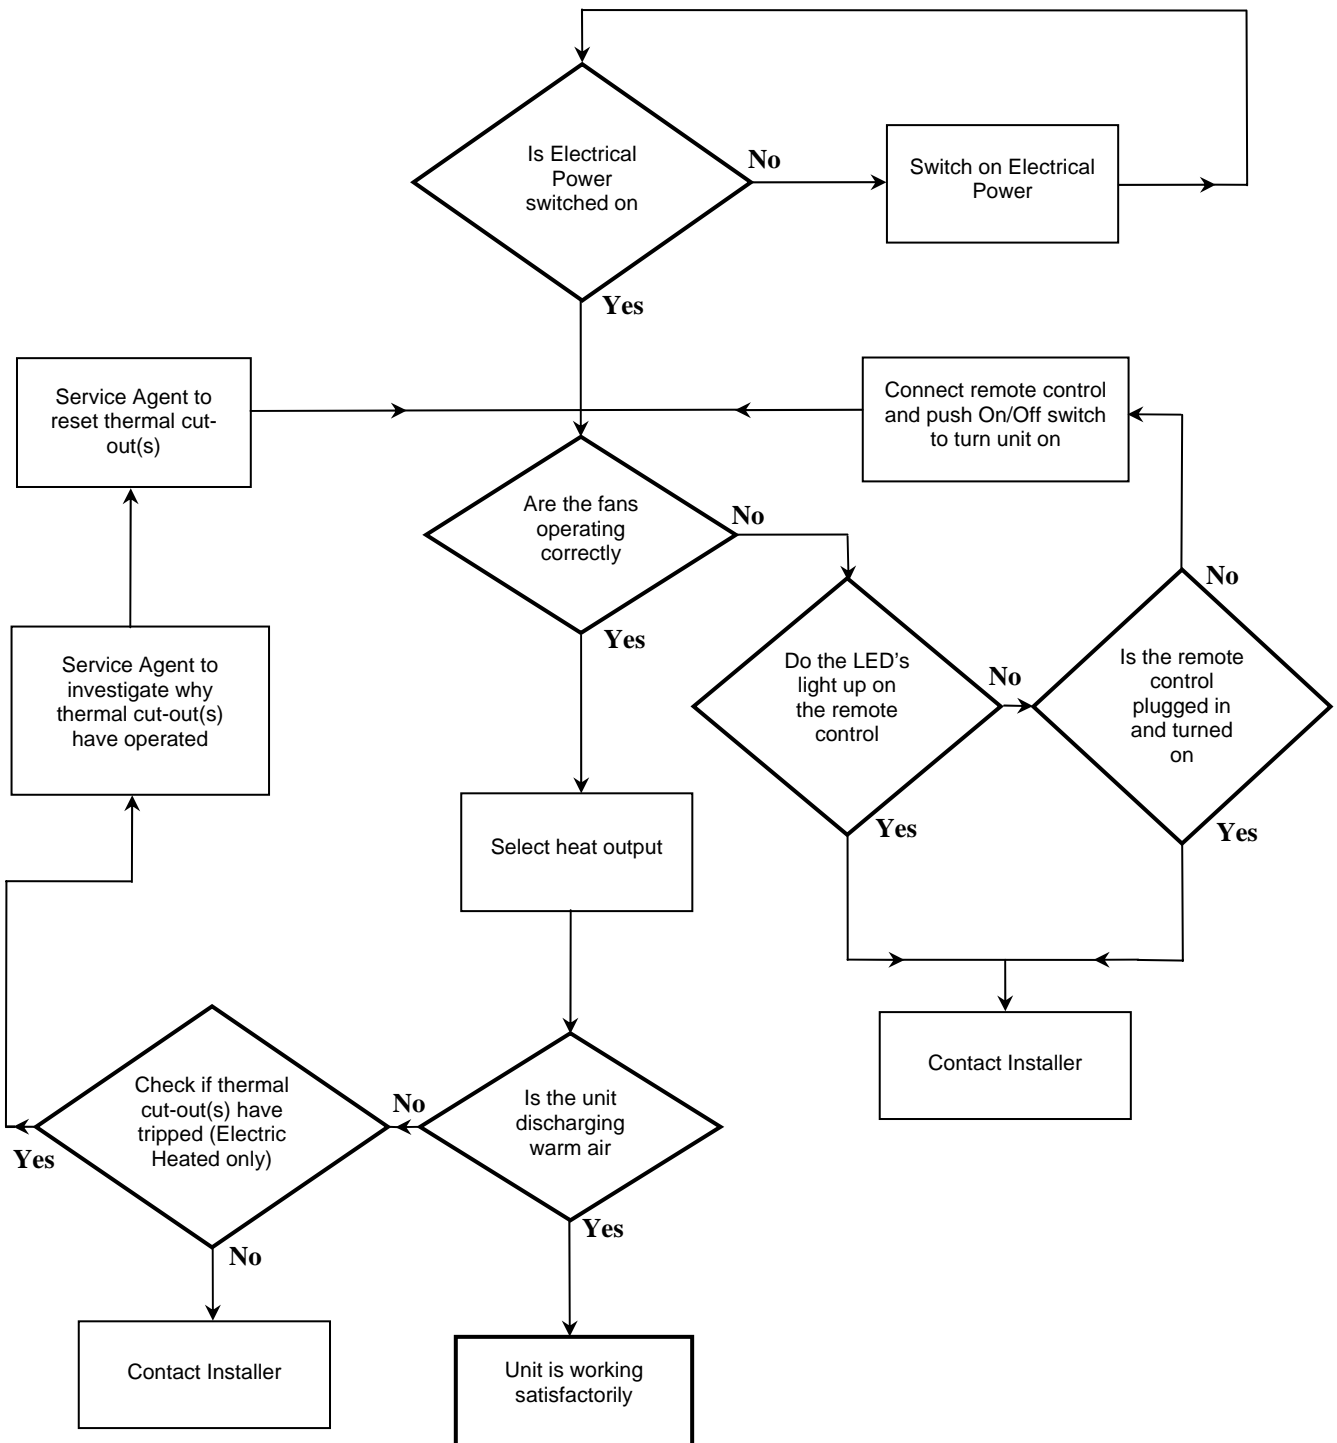 Is Electrical
Power
switched on
No
Switch on Electrical
Power
Yes
Service Agent to
reset thermal cut-
out(s)
Connect remote control
and push On/Off switch
to turn unit on
Are the fans
operating
correctly
No
Yes
No
Service Agent to
investigate why
thermal cut-out(s)
have operated
Do the LED's
light up on
the remote
control
No
Is the remote
control
plugged in
and turned
on
Yes
Yes
Select heat output
Contact Installer
Check if thermal
cut-out(s) have
tripped (Electric
Heated only)
No
Is the unit
discharging
warm air
Yes
Yes
No
Contact Installer
Unit is working
satisfactorily